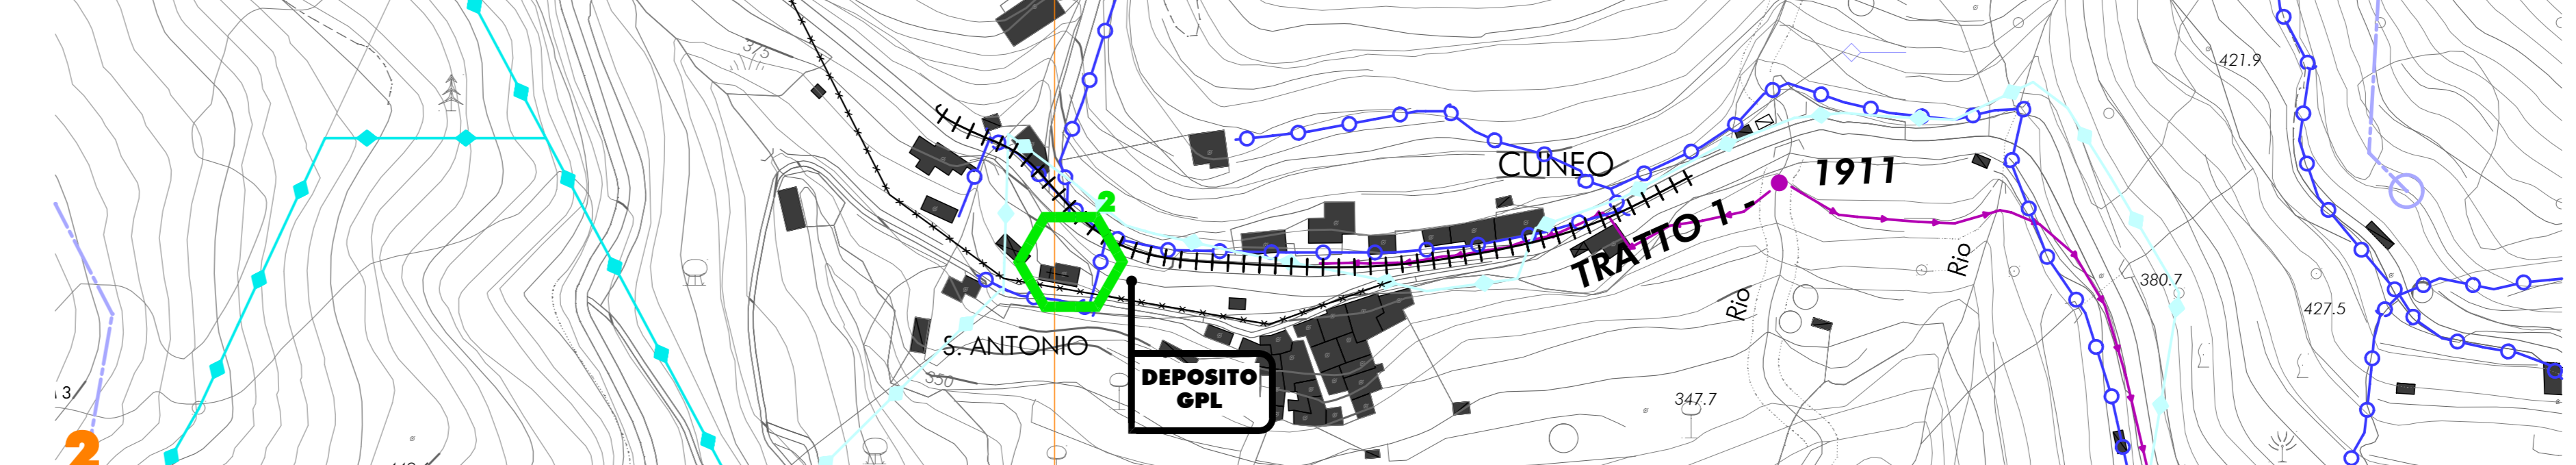 421.9
375
CUNEO
1911
2
TRATTO 1 -
Rio
380.7
Rio
427.5
S. ANTONIO
350
DEPOSITO
GPL
347.7
13
2